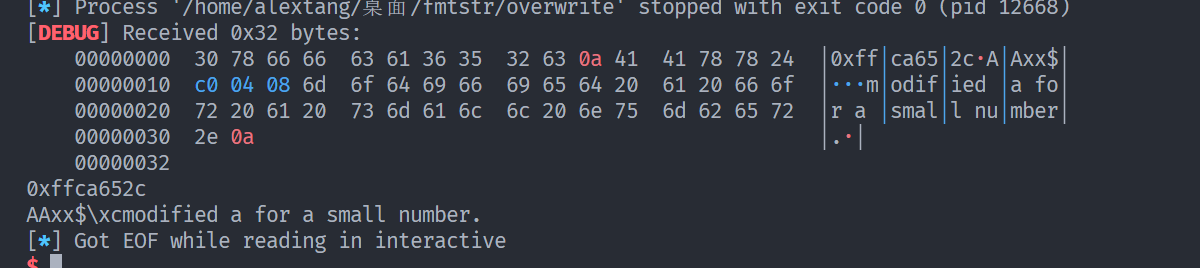 [*] Process '/home/alextang/桌面/fmtstr/overwrite' stopped with exit code 0 (pid 12668)
[DEBUG] Received 0x32 bytes:
00000000  30 78 66 66  63 61 36 35  32 63 0a 41  41 78 78 24  |0xff|ca65|2c·A|Axx$|
00000010  c0 04 08 6d  6f 64 69 66  69 65 64 20  61 20 66 6f  |···m|odif|ied |a fo|
00000020  72 20 61 20  73 6d 61 6c  6c 20 6e 75  6d 62 65 72  |r a |smal|l nu|mber|
00000030  2e 0a  |.·|
00000032
0xffca652c
AAxx$\xcmodified a for a small number.
[*] Got EOF while reading in interactive
$